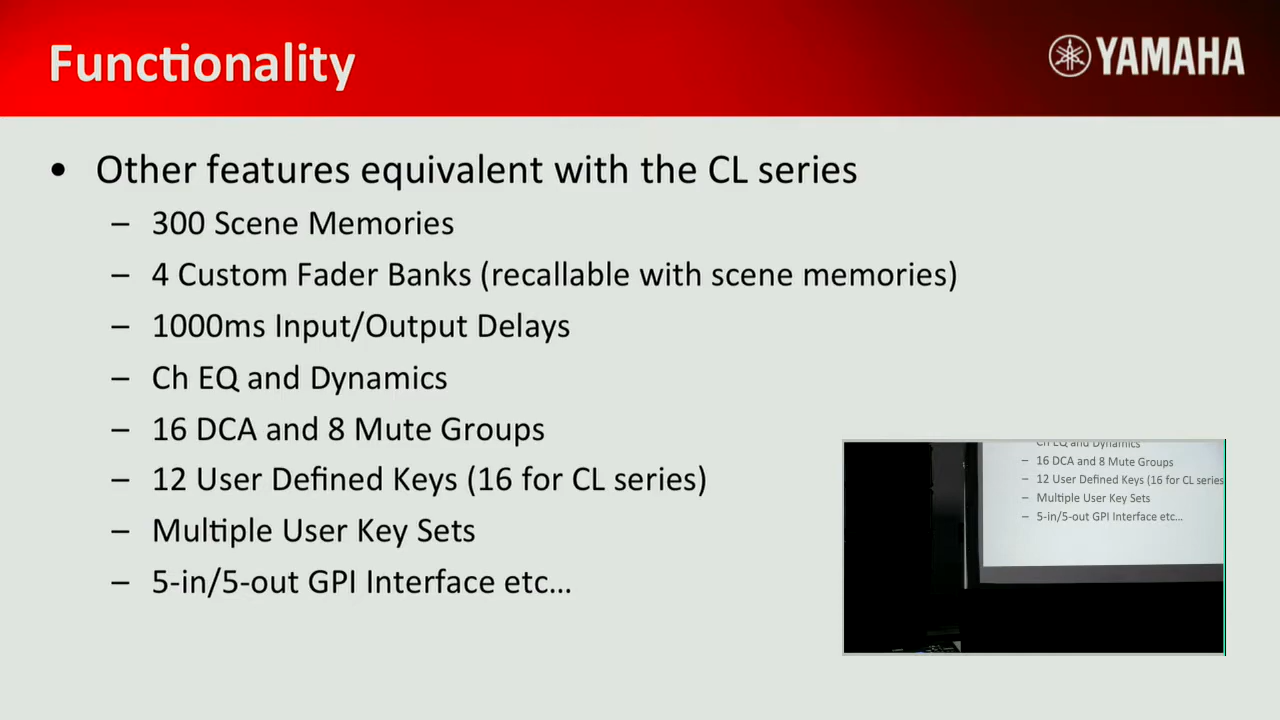 Functionality
YAMAHA
• Other features equivalent with the CL series
– 300 Scene Memories
– 4 Custom Fader Banks (recallable with scene memories)
– 1000ms Input/Output Delays
– Ch EQ and Dynamics
– 16 DCA and 8 Mute Groups
– 12 User Defined Keys (16 for CL series)
– Multiple User Key Sets
– 5-in/5-out GPI Interface etc...
Ch EQ and Dynamics
– 16 DCA and 8 Mute Groups
– 12 User Defined Keys (16 for CL series
– Multiple User Key Sets
– 5-in/5-out GPI Interface etc...